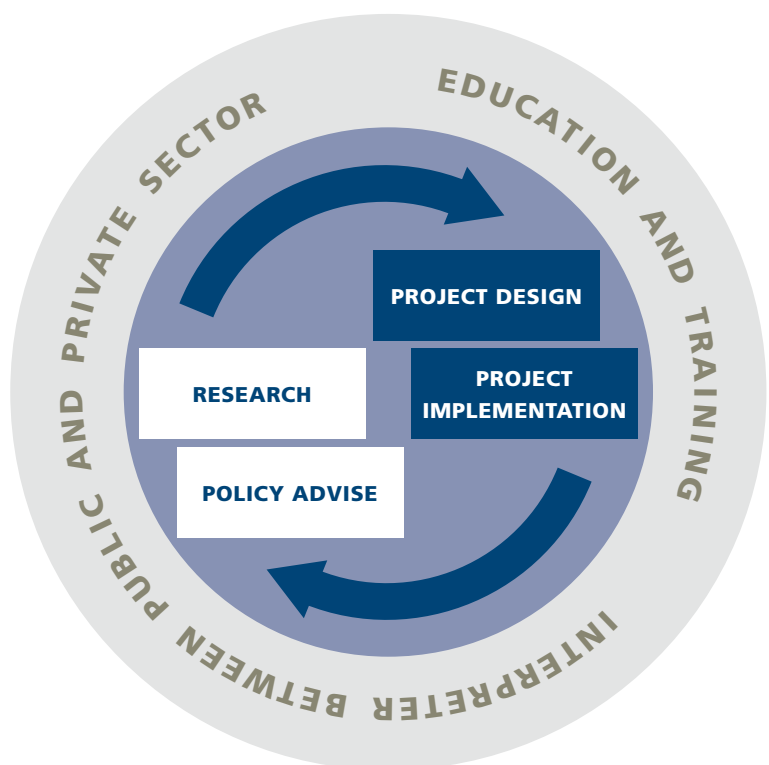 EDUCATION AND TRAINING
INTERPRETER BETWEEN PUBLIC AND PRIVATE SECTOR
PROJECT DESIGN
PROJECT
IMPLEMENTATION
RESEARCH
POLICY ADVISE